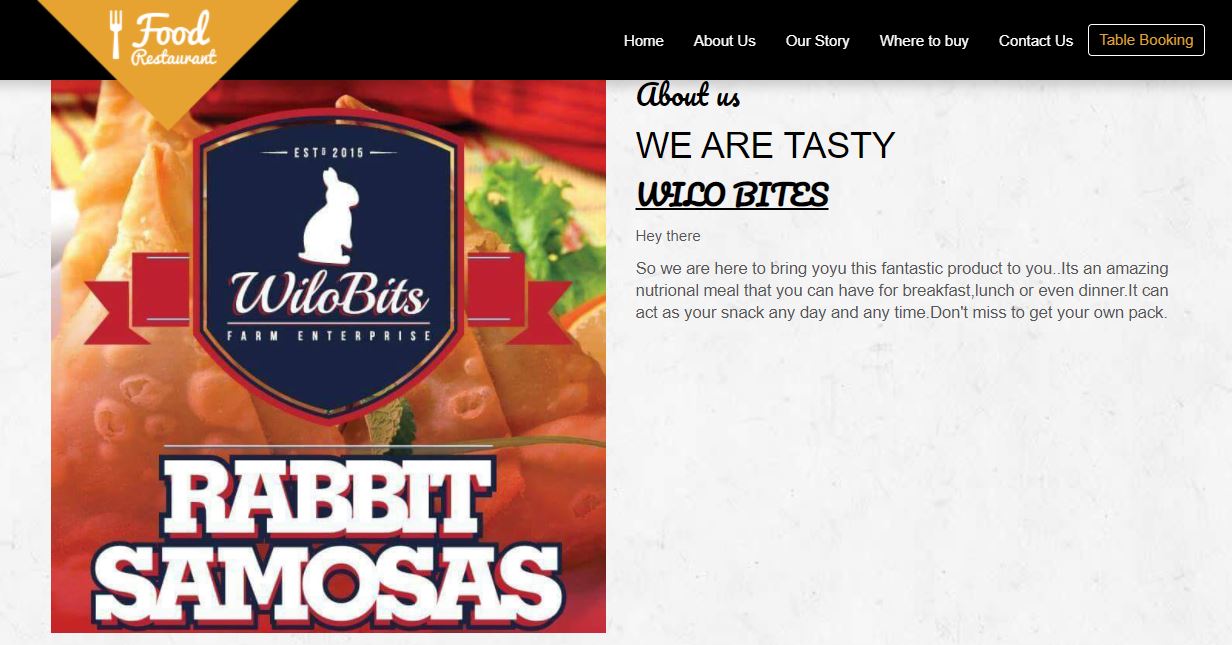 Food
Restaurant
Home About Us Our Story Where to buy Contact Us Table Booking
ESTD 2015
WiloBits
FARM ENTERPRISE
RABBIT
SAMOSAS
About us
WE ARE TASTY
WILO BITES
Hey there
So we are here to bring yoyu this fantastic product to you..Its an amazing
nutrional meal that you can have for breakfast,lunch or even dinner.It can
act as your snack any day and any time.Don't miss to get your own pack.